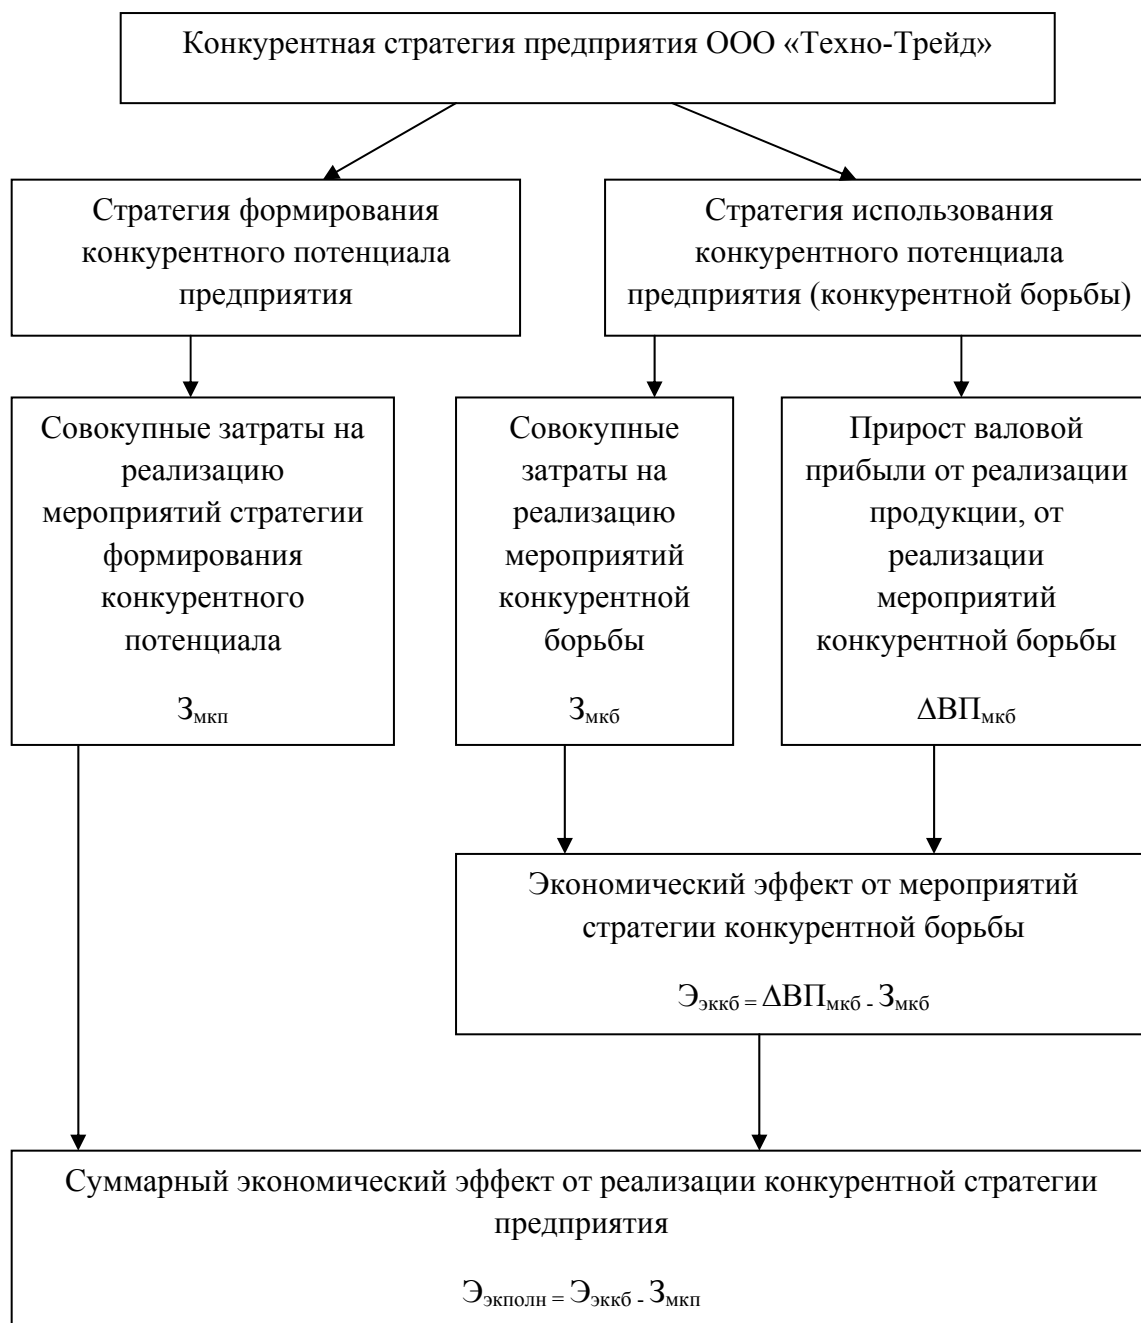 Конкурентная стратегия предприятия ООО «Техно-Трейд»
Стратегия формирования
конкурентного потенциала
предприятия
Стратегия использования
конкурентного потенциала
предприятия (конкурентной борьбы)
Совокупные затраты на
реализацию
мероприятий стратегии
формирования
конкурентного
потенциала
Змкп
Совокупные
затраты на
реализацию
мероприятий
конкурентной
борьбы
Змкб
Прирост валовой
прибыли от реализации
продукции, от
реализации
мероприятий
конкурентной борьбы
ΔВПмкб
Экономический эффект от мероприятий
стратегии конкурентной борьбы
Ээккб = ΔВПмкб - Змкб
Суммарный экономический эффект от реализации конкурентной стратегии
предприятия
Ээкполн = Ээккб - Змкп